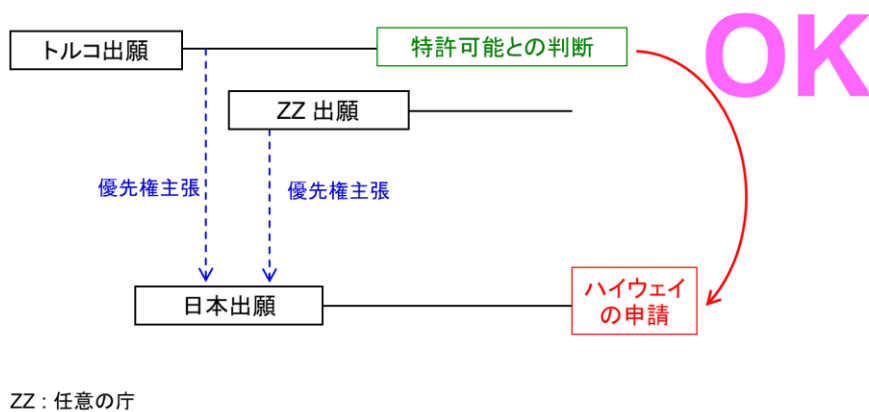 OK
トルコ出願
特許可能との判断
ZZ 出願
優先権主張
優先権主張
日本出願
ハイウェイ
の申請
ZZ : 任意の庁